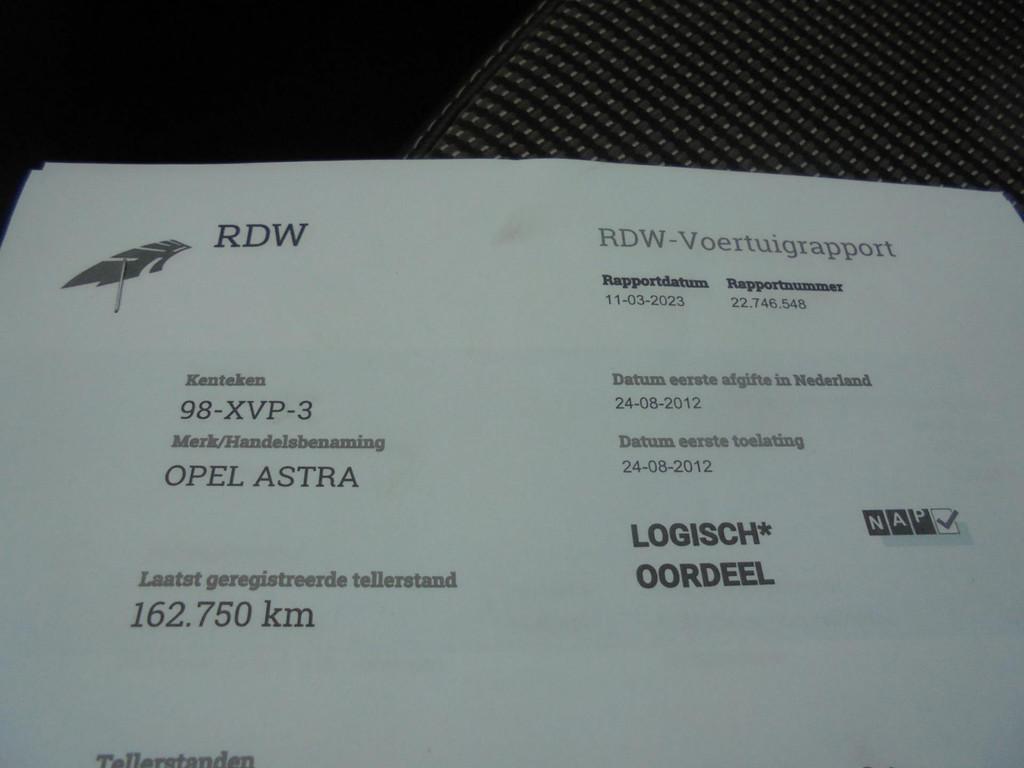 RDW
RDW-Voertuigrapport
Rapportdatum Rapportnummer
11-03-2023 22.746.548
Kenteken
98-XVP-3
Merk/Handelsbenaming
OPEL ASTRA
Datum eerste afgifte in Nederland
24-08-2012
Datum eerste toelating
24-08-2012
Laatst geregistreerde tellerstand
162.750 km
LOGISCH*
OORDEEL
NAP
Tellerstanden